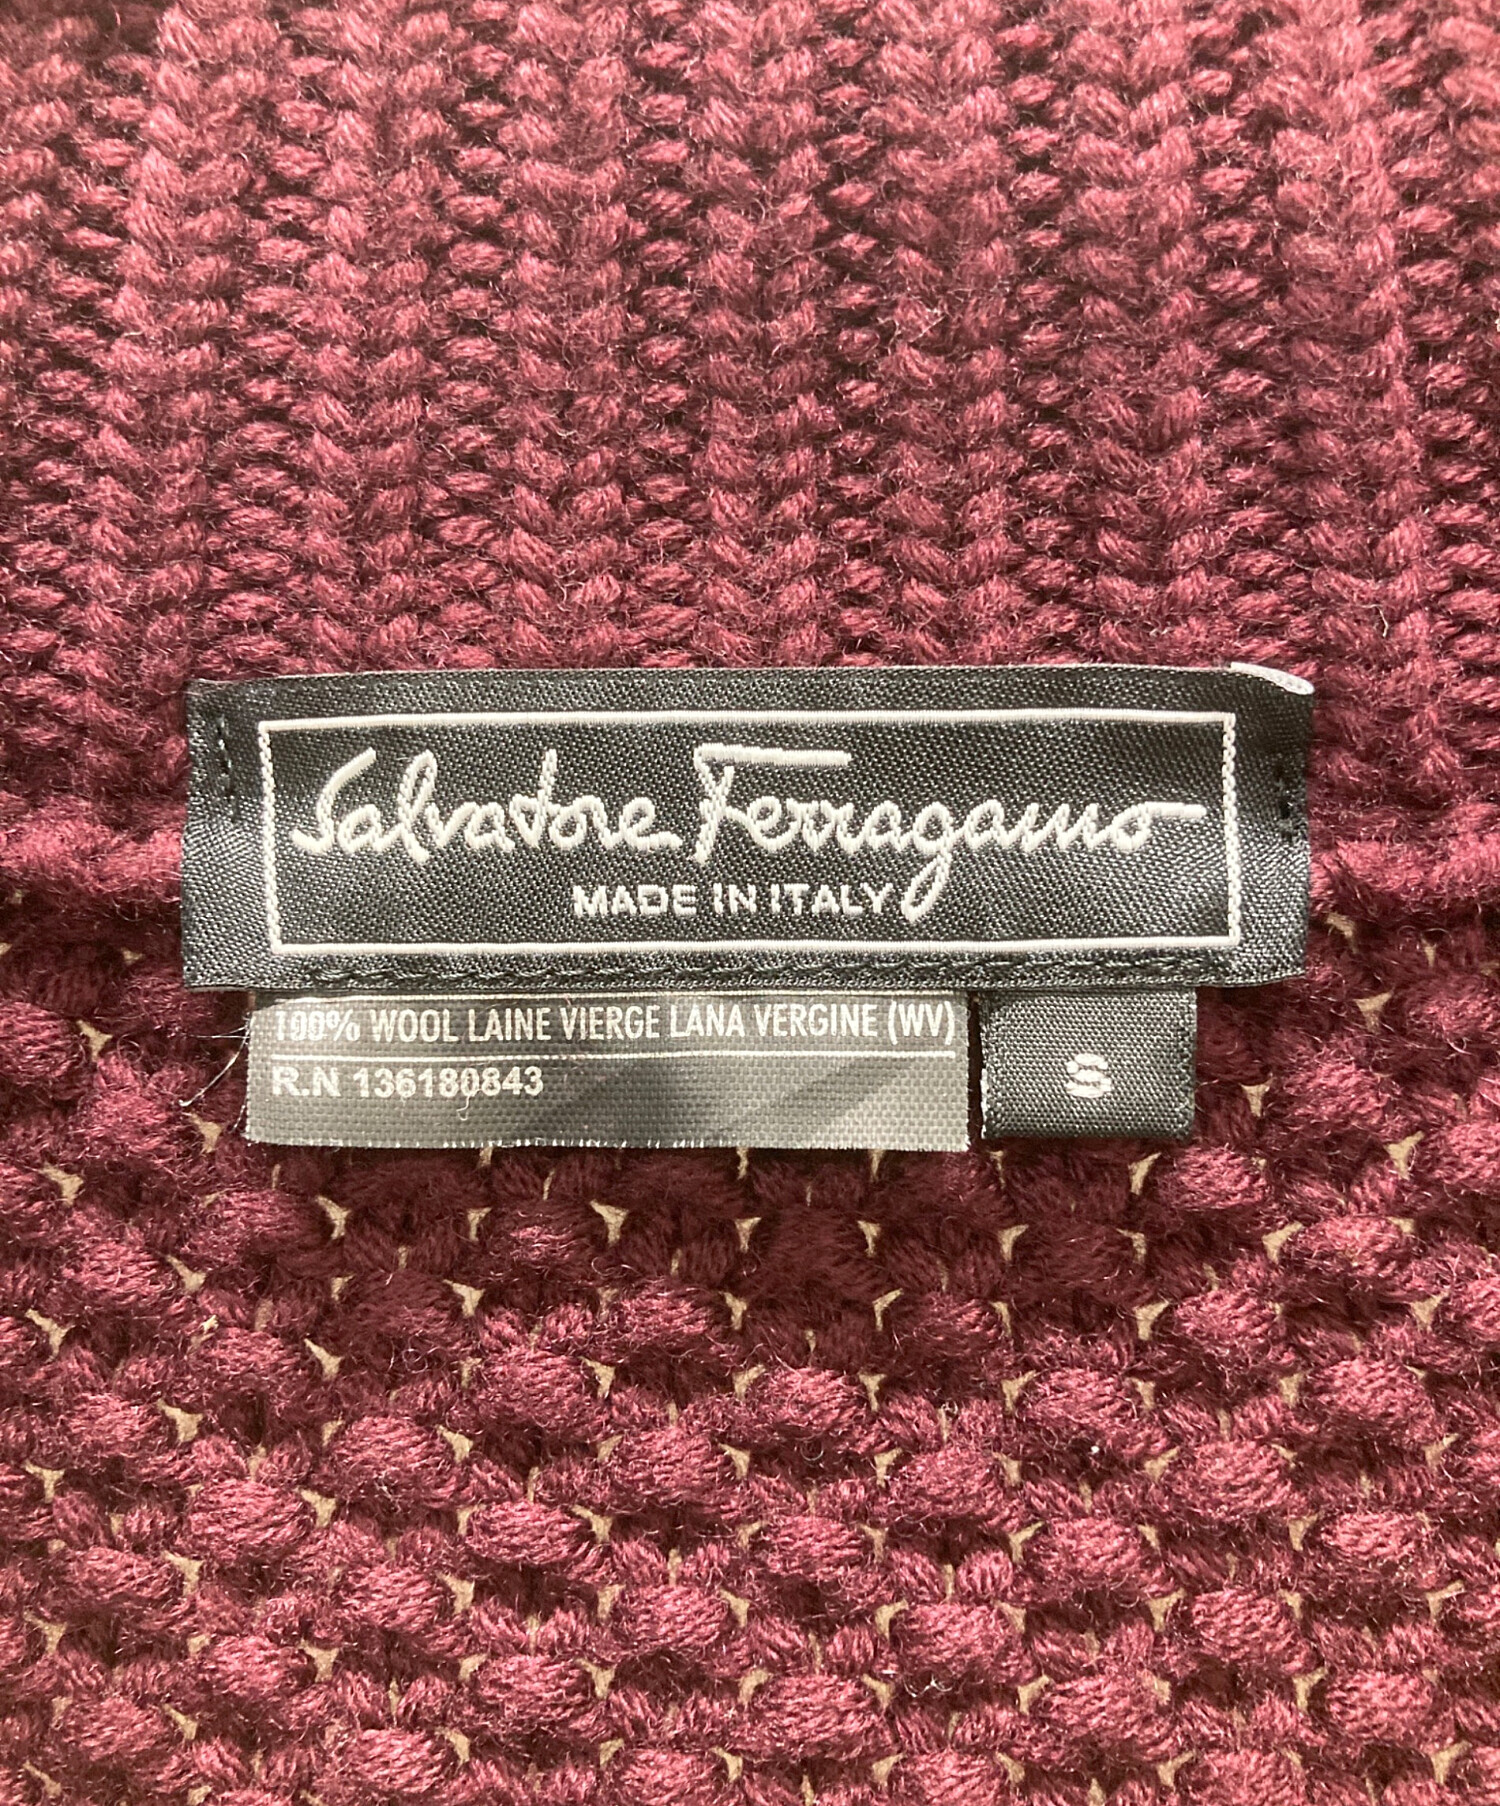 Salvatore Ferragamo
MADE IN ITALY
100% WOOL LAINE VIERGE LANA VERGINE (WV)
R.N 136180843
S